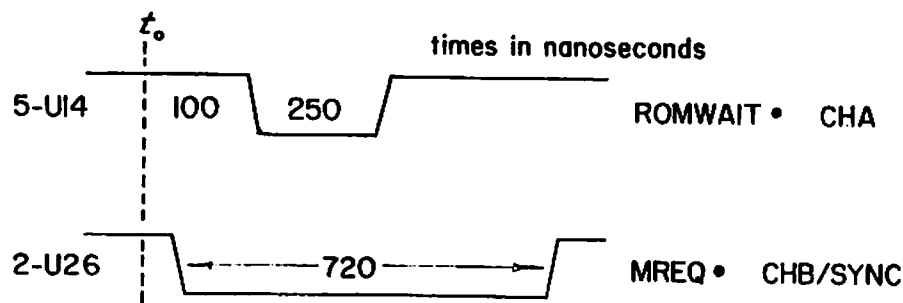 t₀
times in nanoseconds
5-U14 100 250 ROMWAIT • CHA
2-U26 720 MREQ • CHB/SYNC